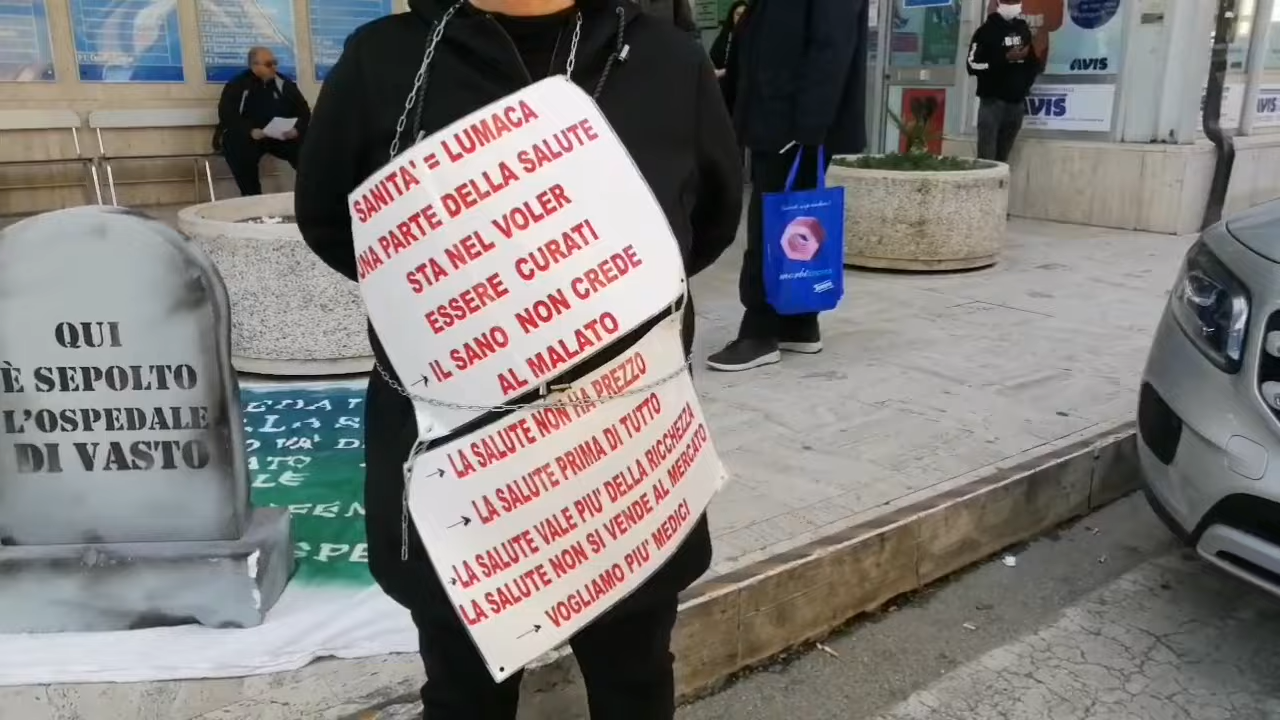 SANITA' = LUMACA
UNA PARTE DELLA SALUTE
STA NEL VOLER
ESSERE CURATI
→ IL SANO NON CREDE
AL MALATO
→ LA SALUTE NON HA PREZZO
→ LA SALUTE PRIMA DI TUTTO
→ LA SALUTE VALE PIU' DELLA RICCHEZZA
LA SALUTE NON SI VENDE AL MERCATO
→ VOGLIAMO PIU' MEDICI
QUI
È SEPOLTO
L'OSPEDALE
DI VASTO
AVIS
AVIS